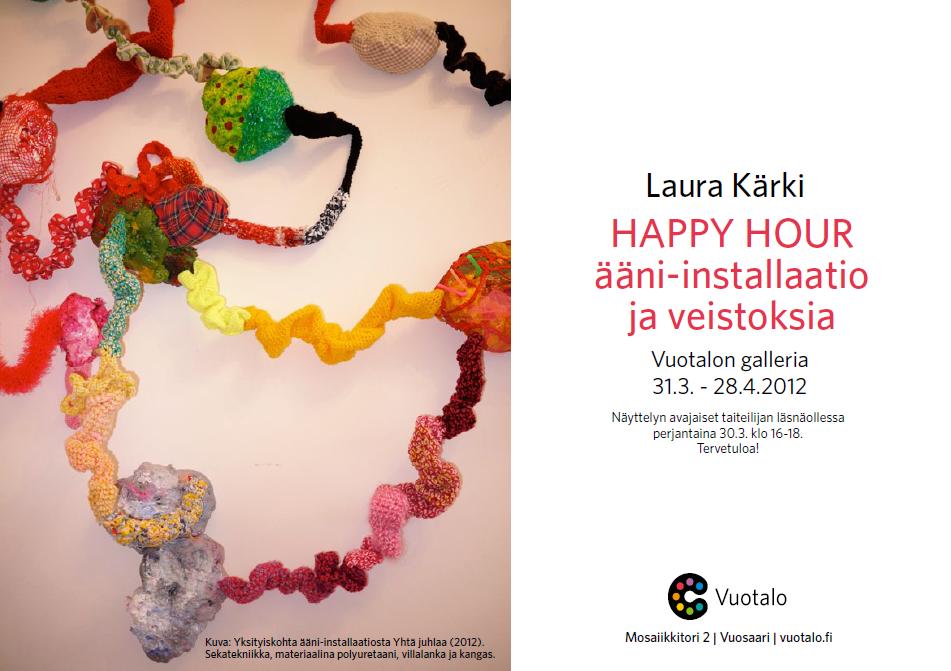 Laura Kärki
HAPPY HOUR
ääni-installaatio
ja veistoksia
Vuotalon galleria
31.3. - 28.4.2012
Näyttelyn avajaiset taiteilijan läsnäollessa
perjantaina 30.3. klo 16-18.
Tervetuloa!
Vuotalo
Mosaiikkitori 2 | Vuosaari | vuotalo.fi
Kuva: Yksityiskohta ääni-installaatiosta Yhtä juhlaa (2012).
Sekatekniikka, materiaalina polyuretaani, villalanka ja kangas.